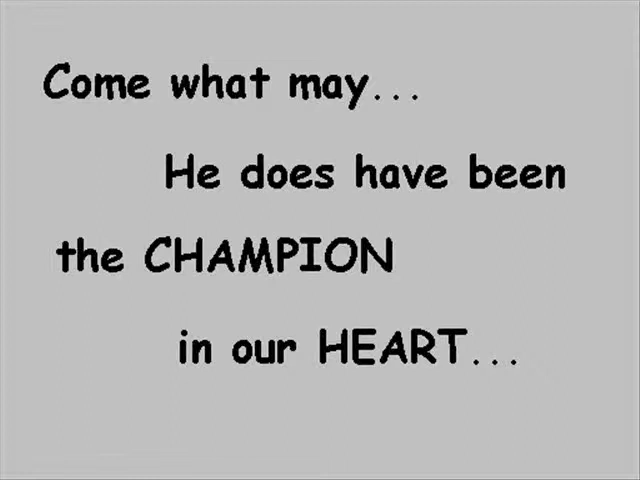 Come what may...
He does have been
the CHAMPION
in our HEART...